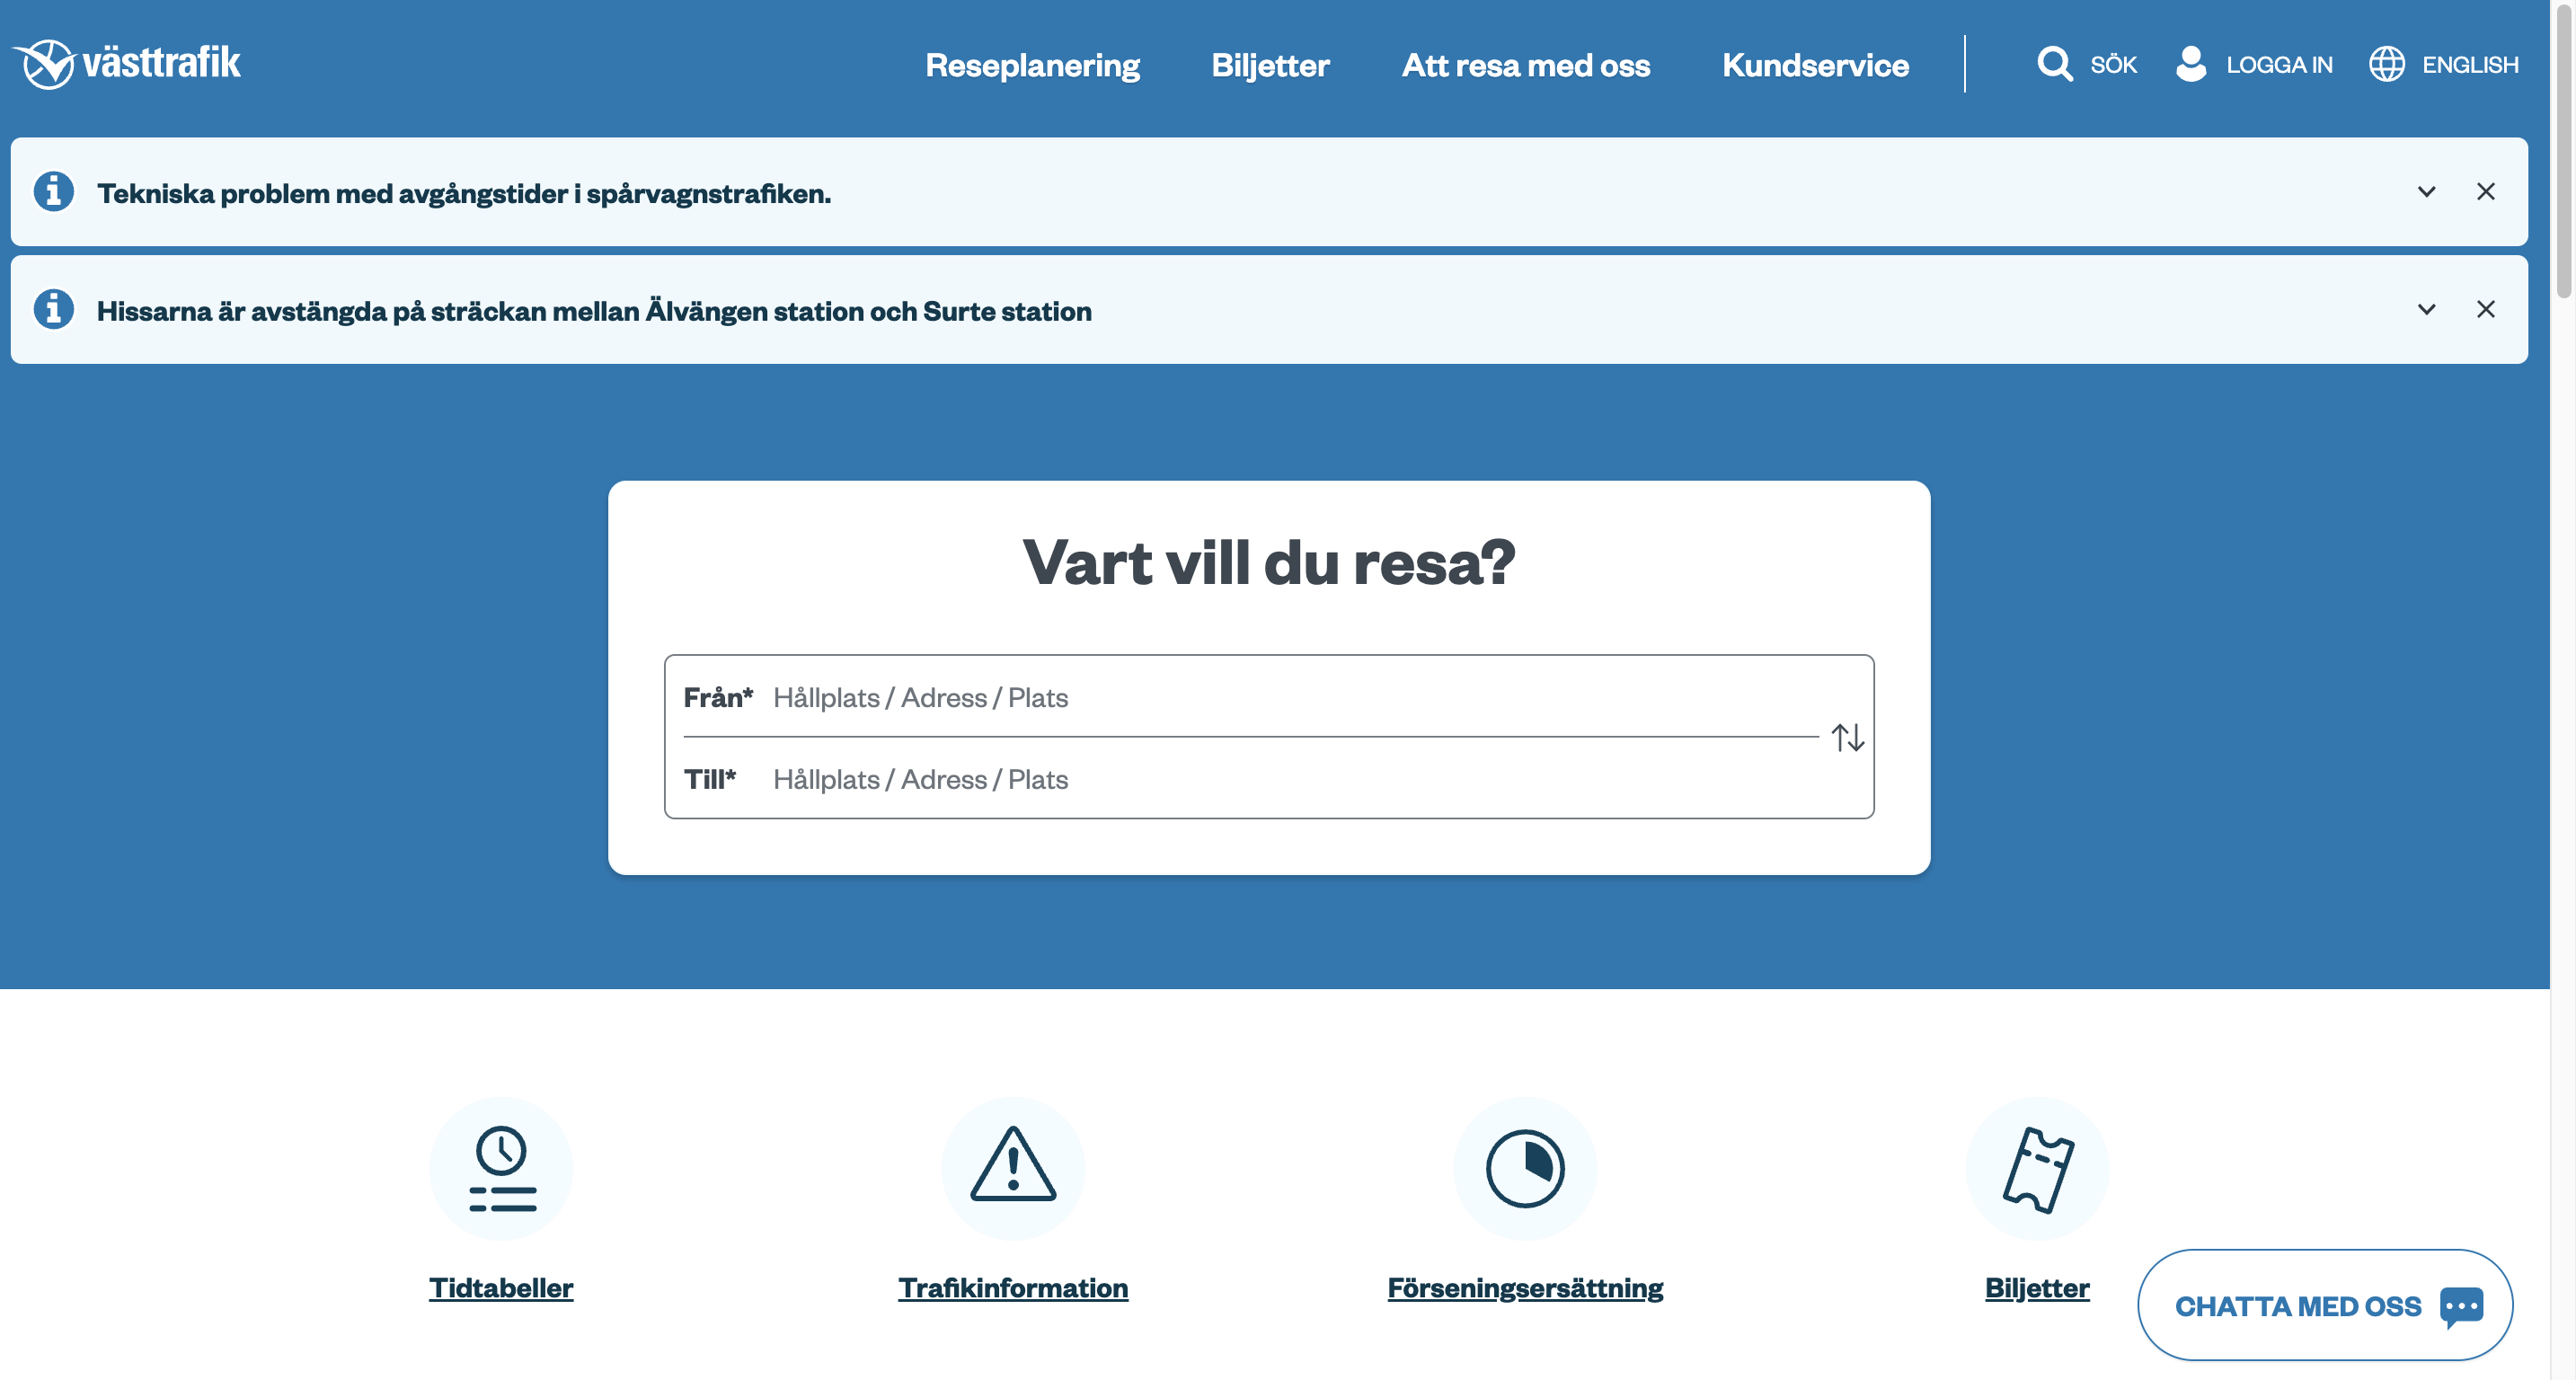 västtrafik
Reseplanering Biljetter Att resa med oss Kundservice SÖK LOGGA IN ENGLISH
Tekniska problem med avgångstider i spårvagnstrafiken.
Hissarna är avstängda på sträckan mellan Älvängen station och Surte station
Vart vill du resa?
Från* Hållplats / Adress / Plats
Till* Hållplats / Adress / Plats
Tidtabeller Trafikinformation Förseningsersättning Biljetter
CHATTA MED OSS